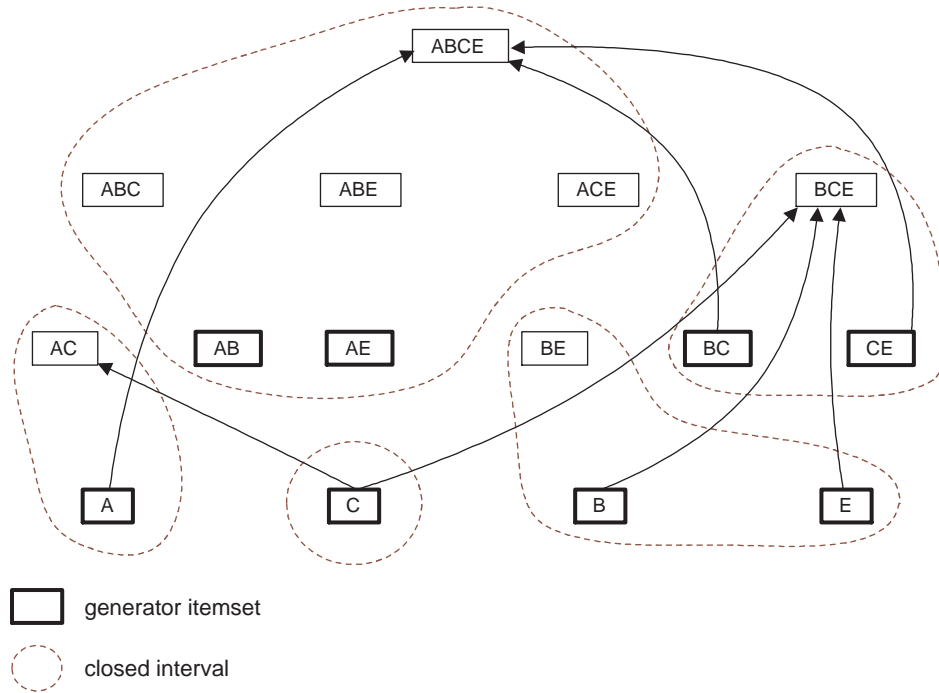 ABCE
ABC ABE ACE BCE
AC AB AE BE BC CE
A C B E
generator itemset
closed interval